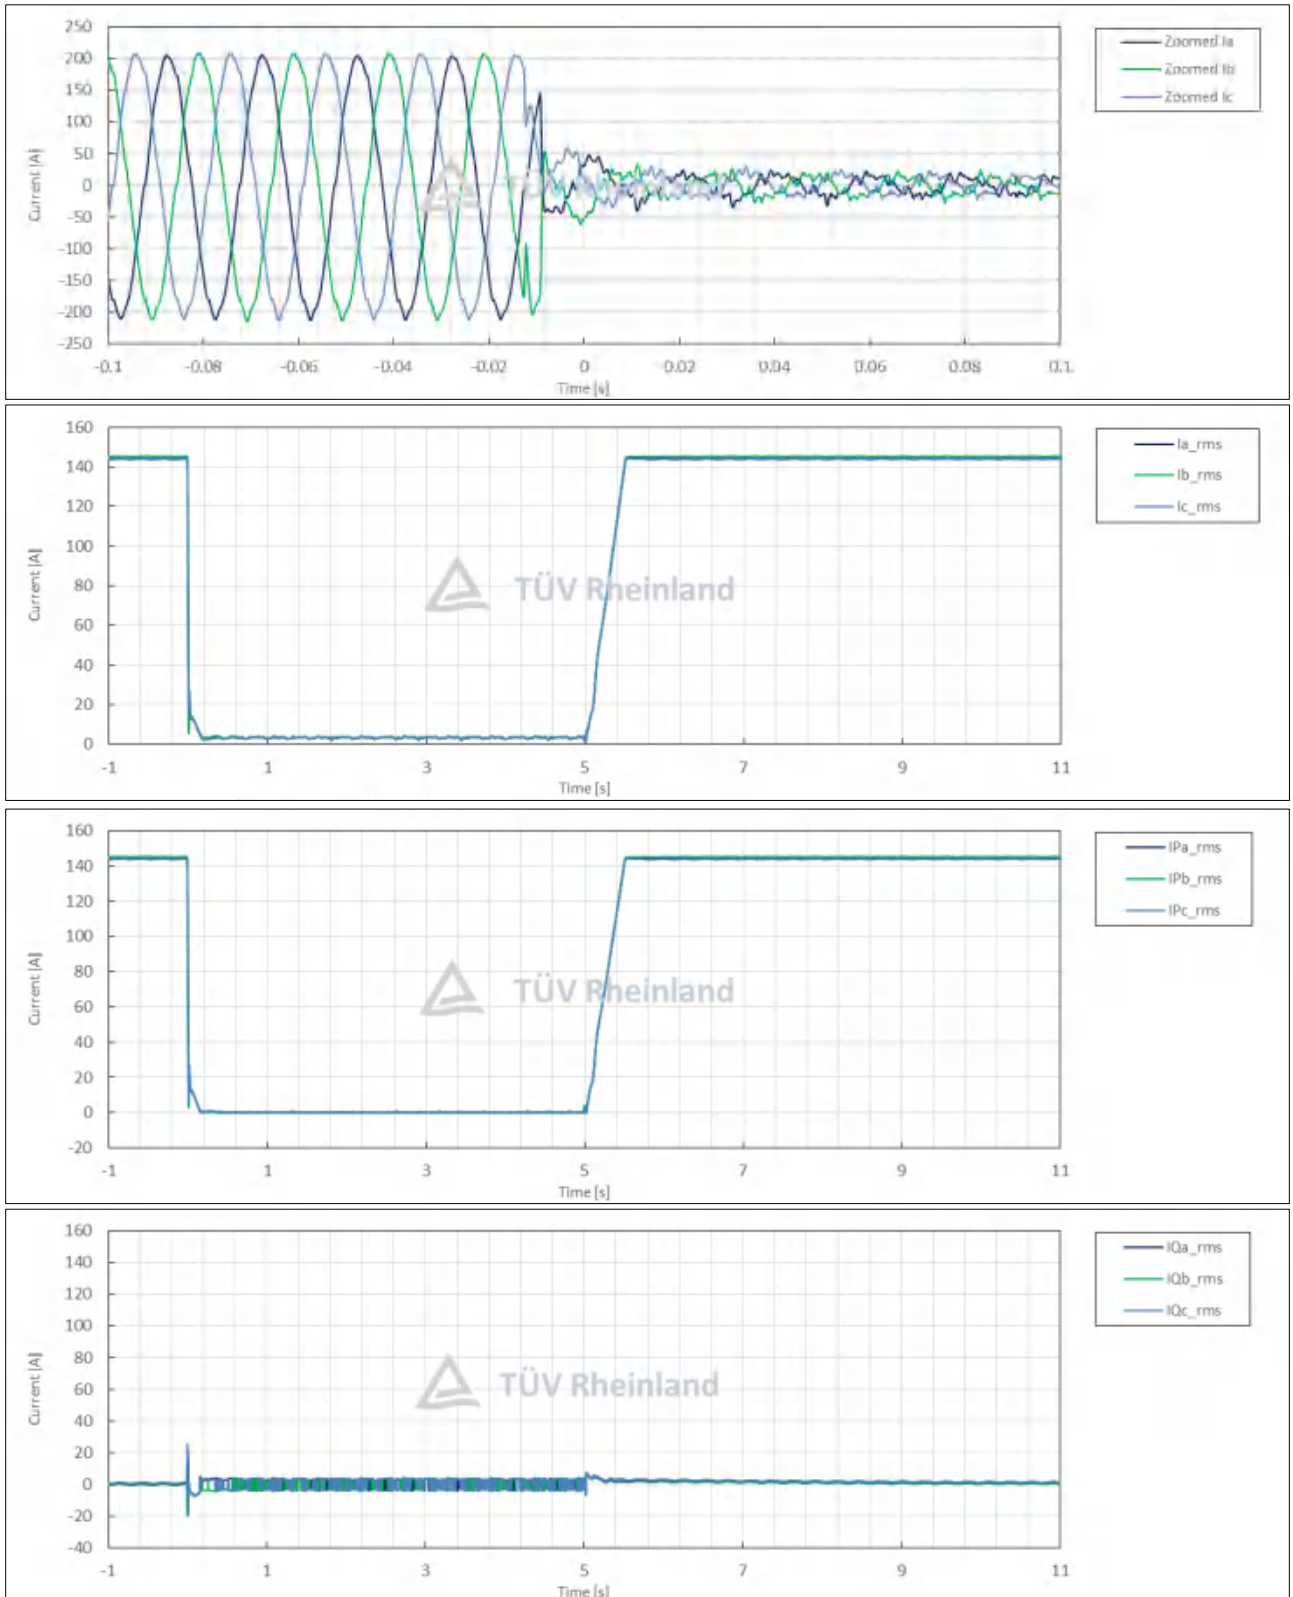 250
200
150
100
50
0
-50
-100
-150
-200
-250
Current [A]
-0.1 -0.08 -0.06 -0.04 -0.02 0 0.02 0.04 0.06 0.08 0.1
Time [s]
Zoomed Ia
Zoomed Ib
Zoomed Ic
TÜV Rheinland
160
140
120
100
80
60
40
20
0
Current [A]
-1 1 3 5 7 9 11
Time [s]
Ia_rms
Ib_rms
Ic_rms
TÜV Rheinland
160
140
120
100
80
60
40
20
0
-20
Current [A]
-1 1 3 5 7 9 11
Time [s]
IPa_rms
IPb_rms
IPc_rms
TÜV Rheinland
160
140
120
100
80
60
40
20
0
-20
-40
Current [A]
-1 1 3 5 7 9 11
Time [s]
IQa_rms
IQb_rms
IQc_rms
TÜV Rheinland